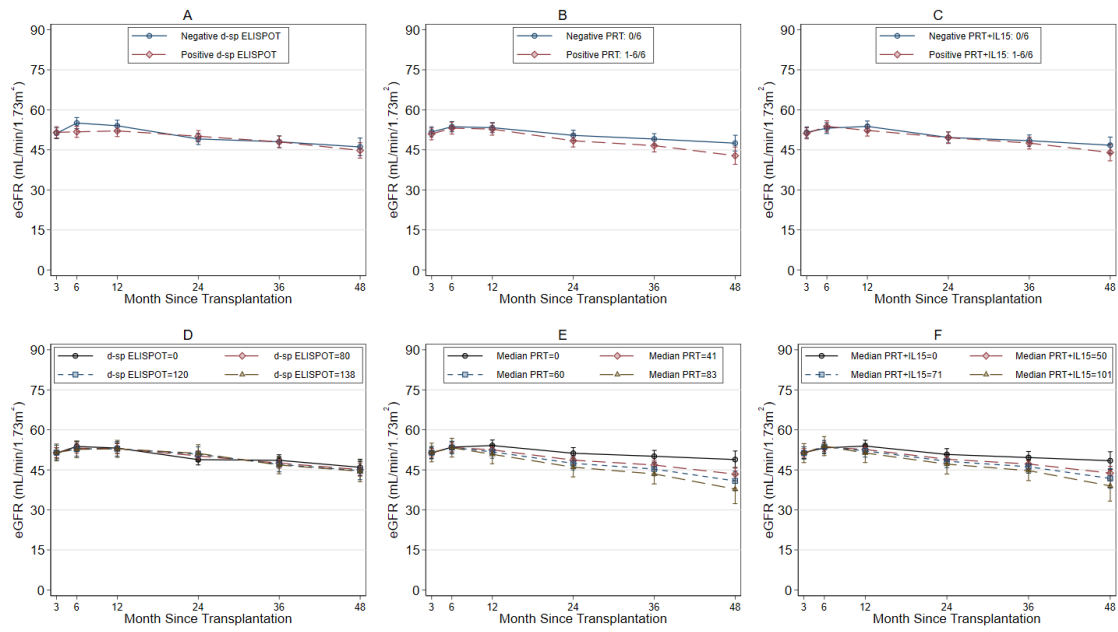 A
Negative d-sp ELISPOT
Positive d-sp ELISPOT
eGFR (mL/min/1.73m²)
90
75
60
45
30
15
0
3 6 12 24 36 48
Month Since Transplantation
B
Negative PRT: 0/6
Positive PRT: 1-6/6
eGFR (mL/min/1.73m²)
90
75
60
45
30
15
0
3 6 12 24 36 48
Month Since Transplantation
C
Negative PRT+IL15: 0/6
Positive PRT+IL15: 1-6/6
eGFR (mL/min/1.73m²)
90
75
60
45
30
15
0
3 6 12 24 36 48
Month Since Transplantation
D
d-sp ELISPOT=0 d-sp ELISPOT=80
d-sp ELISPOT=120 d-sp ELISPOT=138
eGFR (mL/min/1.73m²)
90
75
60
45
30
15
0
3 6 12 24 36 48
Month Since Transplantation
E
Median PRT=0 Median PRT=41
Median PRT=60 Median PRT=83
eGFR (mL/min/1.73m²)
90
75
60
45
30
15
0
3 6 12 24 36 48
Month Since Transplantation
F
Median PRT+IL15=0 Median PRT+IL15=50
Median PRT+IL15=71 Median PRT+IL15=101
eGFR (mL/min/1.73m²)
90
75
60
45
30
15
0
3 6 12 24 36 48
Month Since Transplantation